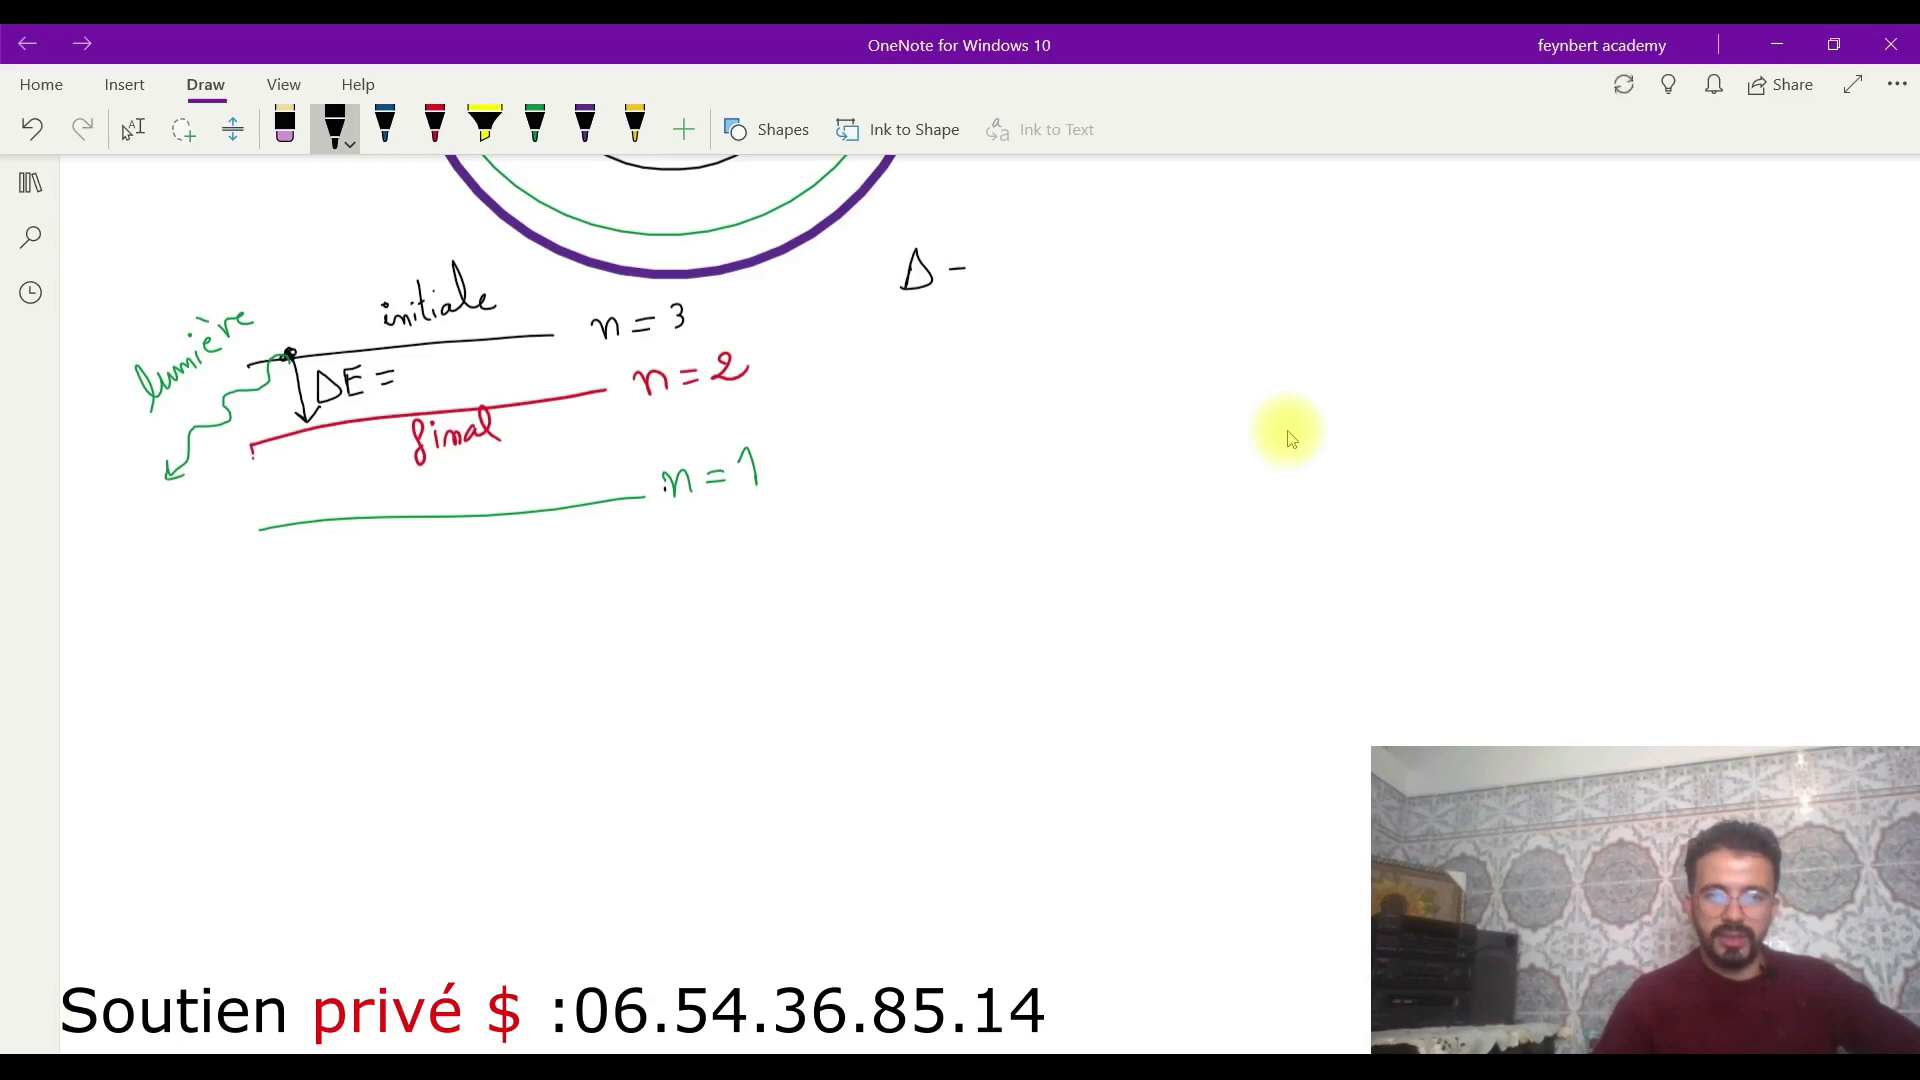 OneNote for Windows 10
feynbert academy
Home Insert Draw View Help
Share
Shapes Ink to Shape Ink to Text
Δ -
initiale
n = 3
lumière
ΔE =
n = 2
final
n = 1
Soutien privé $ :06.54.36.85.14